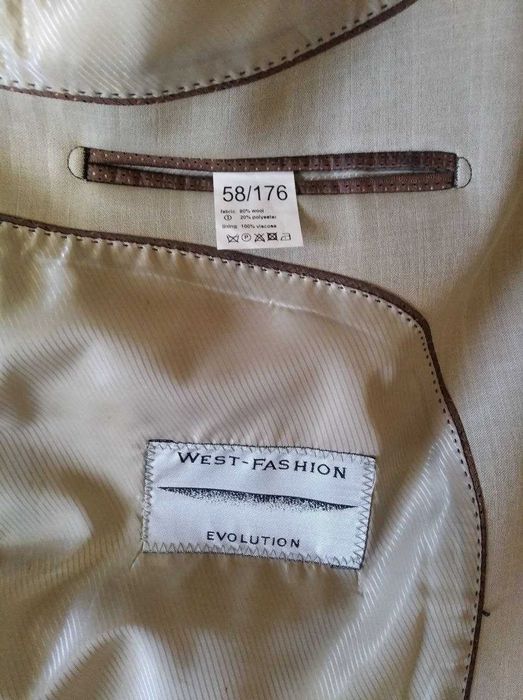 58/176
fabric: 80% wool
20% polyester
lining: 100% viscose
WEST-FASHION
EVOLUTION